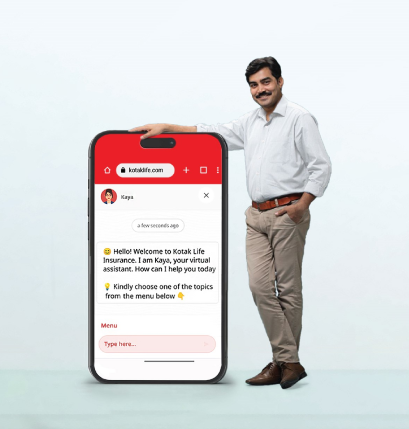 kotaklife.com
Kaya
a few seconds ago
😊 Hello! Welcome to Kotak Life
Insurance. I am Kaya, your virtual
assistant. How can I help you today
💡 Kindly choose one of the topics
from the menu below 👇
Menu
Type here...